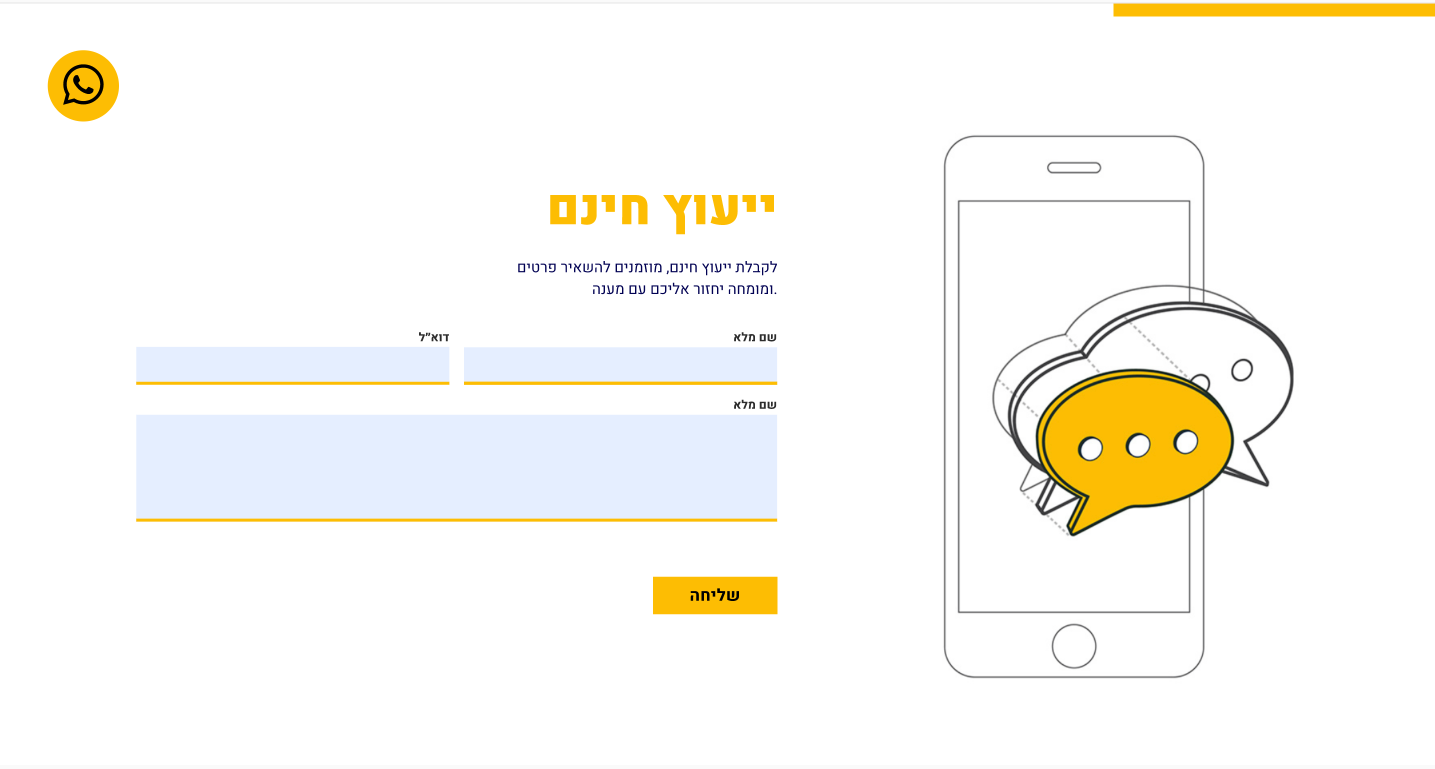 ייעוץ חינם
לקבלת ייעוץ חינם, מוזמנים להשאיר פרטים
ומומחה יחזור אליכם עם מענה.
שם מלא
דוא״ל
שם מלא
שליחה